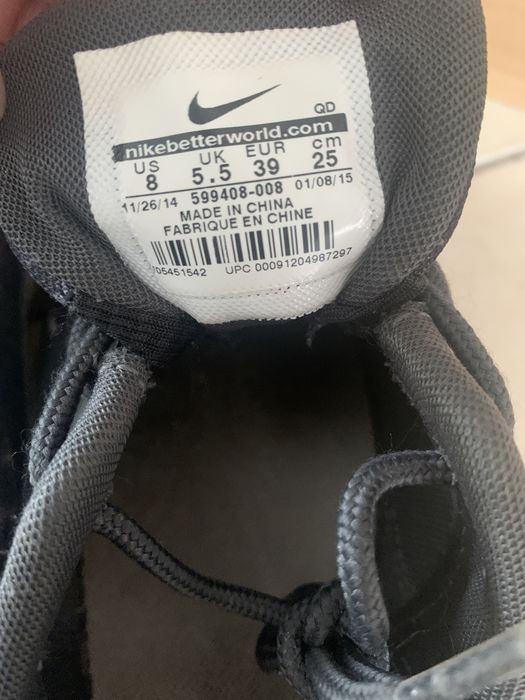 QD
nikebetterworld.com
US UK EUR cm
8 5.5 39 25
11/26/14 599408-008 01/08/15
MADE IN CHINA
FABRIQUE EN CHINE
UPC 00091204987297